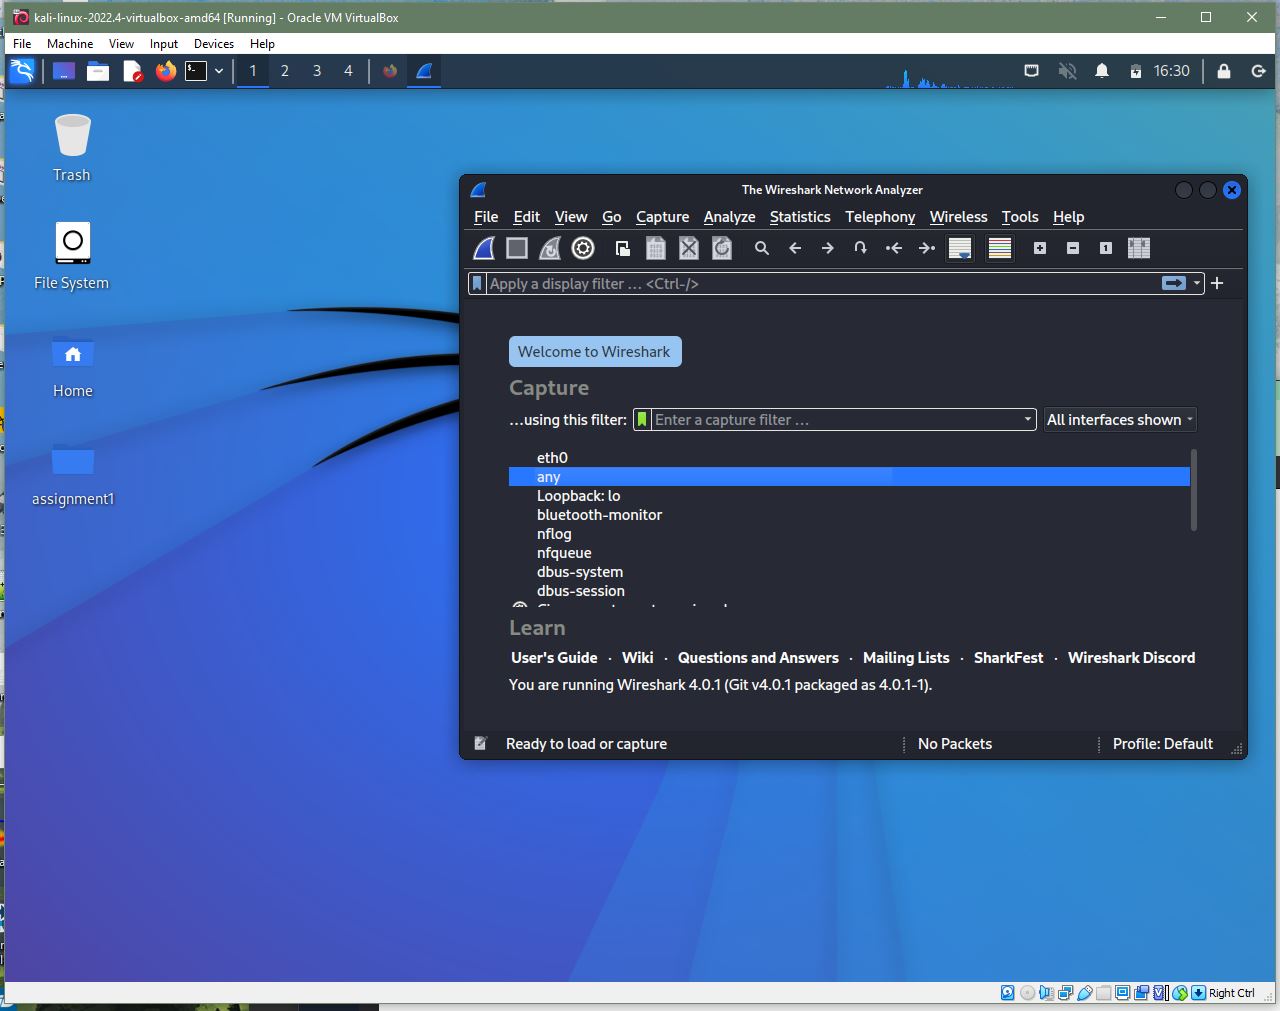 kali-linux-2022.4-virtualbox-amd64 [Running] - Oracle VM VirtualBox
File Machine View Input Devices Help
1 2 3 4 16:30
Trash
File System
Home
assignment1
The Wireshark Network Analyzer
File Edit View Go Capture Analyze Statistics Telephony Wireless Tools Help
Apply a display filter ... <Ctrl-/>
Welcome to Wireshark
Capture
...using this filter: Enter a capture filter ... All interfaces shown
eth0
any
Loopback: lo
bluetooth-monitor
nflog
nfqueue
dbus-system
dbus-session
Learn
User's Guide · Wiki · Questions and Answers · Mailing Lists · SharkFest · Wireshark Discord
You are running Wireshark 4.0.1 (Git v4.0.1 packaged as 4.0.1-1).
Ready to load or capture No Packets Profile: Default
Right Ctrl